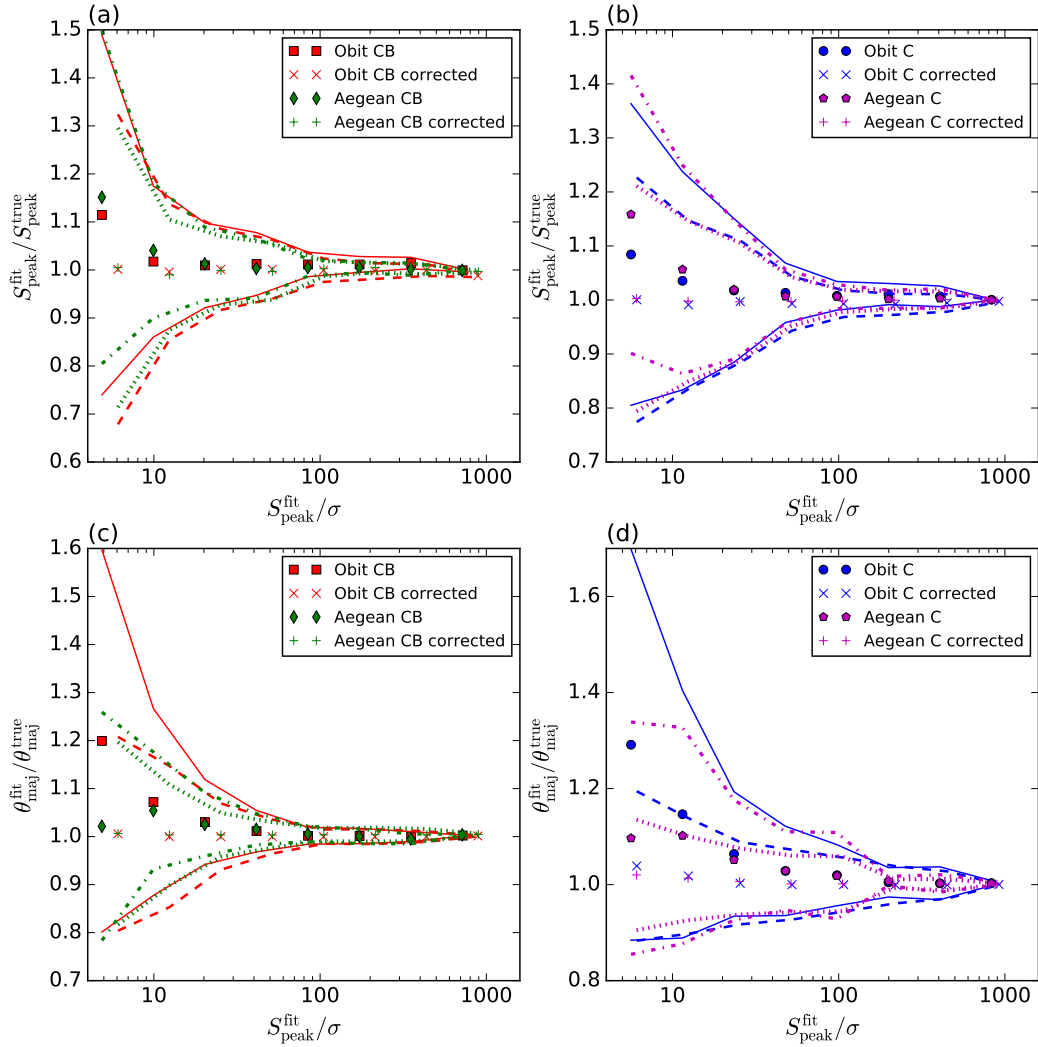 (a)
1.5
1.4
1.3
1.2
1.1
1.0
0.9
0.8
0.7
0.6
10
100
1000
S_peak^fit/S_peak^true
S_peak^fit/σ
Obit CB
Obit CB corrected
Aegean CB
Aegean CB corrected
(b)
1.5
1.4
1.3
1.2
1.1
1.0
0.9
0.8
0.7
10
100
1000
S_peak^fit/S_peak^true
S_peak^fit/σ
Obit C
Obit C corrected
Aegean C
Aegean C corrected
(c)
1.6
1.5
1.4
1.3
1.2
1.1
1.0
0.9
0.8
0.7
10
100
1000
θ_maj^fit/θ_maj^true
S_peak^fit/σ
Obit CB
Obit CB corrected
Aegean CB
Aegean CB corrected
(d)
1.6
1.4
1.2
1.0
0.8
10
100
1000
θ_maj^fit/θ_maj^true
S_peak^fit/σ
Obit C
Obit C corrected
Aegean C
Aegean C corrected